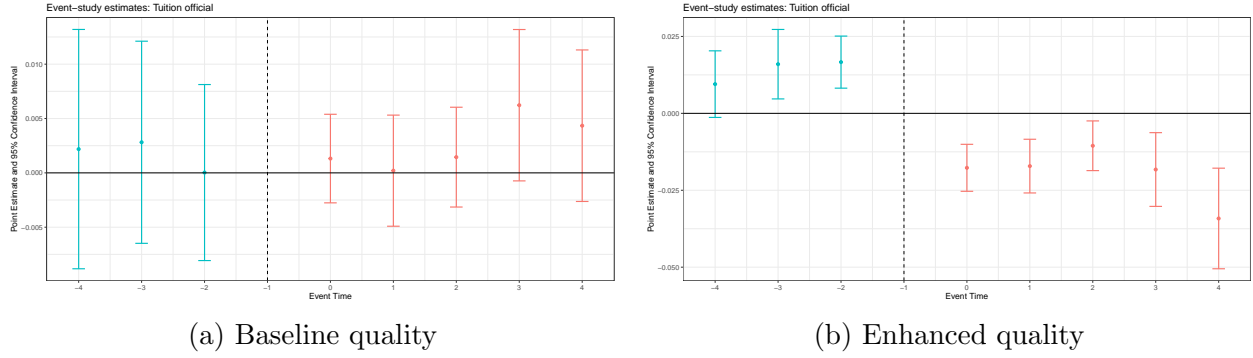 Event−study estimates: Tuition official
Point Estimate and 95% Confidence Interval
0.010
0.005
0.000
−0.005
−4 −3 −2 −1 0 1 2 3 4
Event Time
(a) Baseline quality
Event−study estimates: Tuition official
Point Estimate and 95% Confidence Interval
0.025
0.000
−0.025
−0.050
−4 −3 −2 −1 0 1 2 3 4
Event Time
(b) Enhanced quality